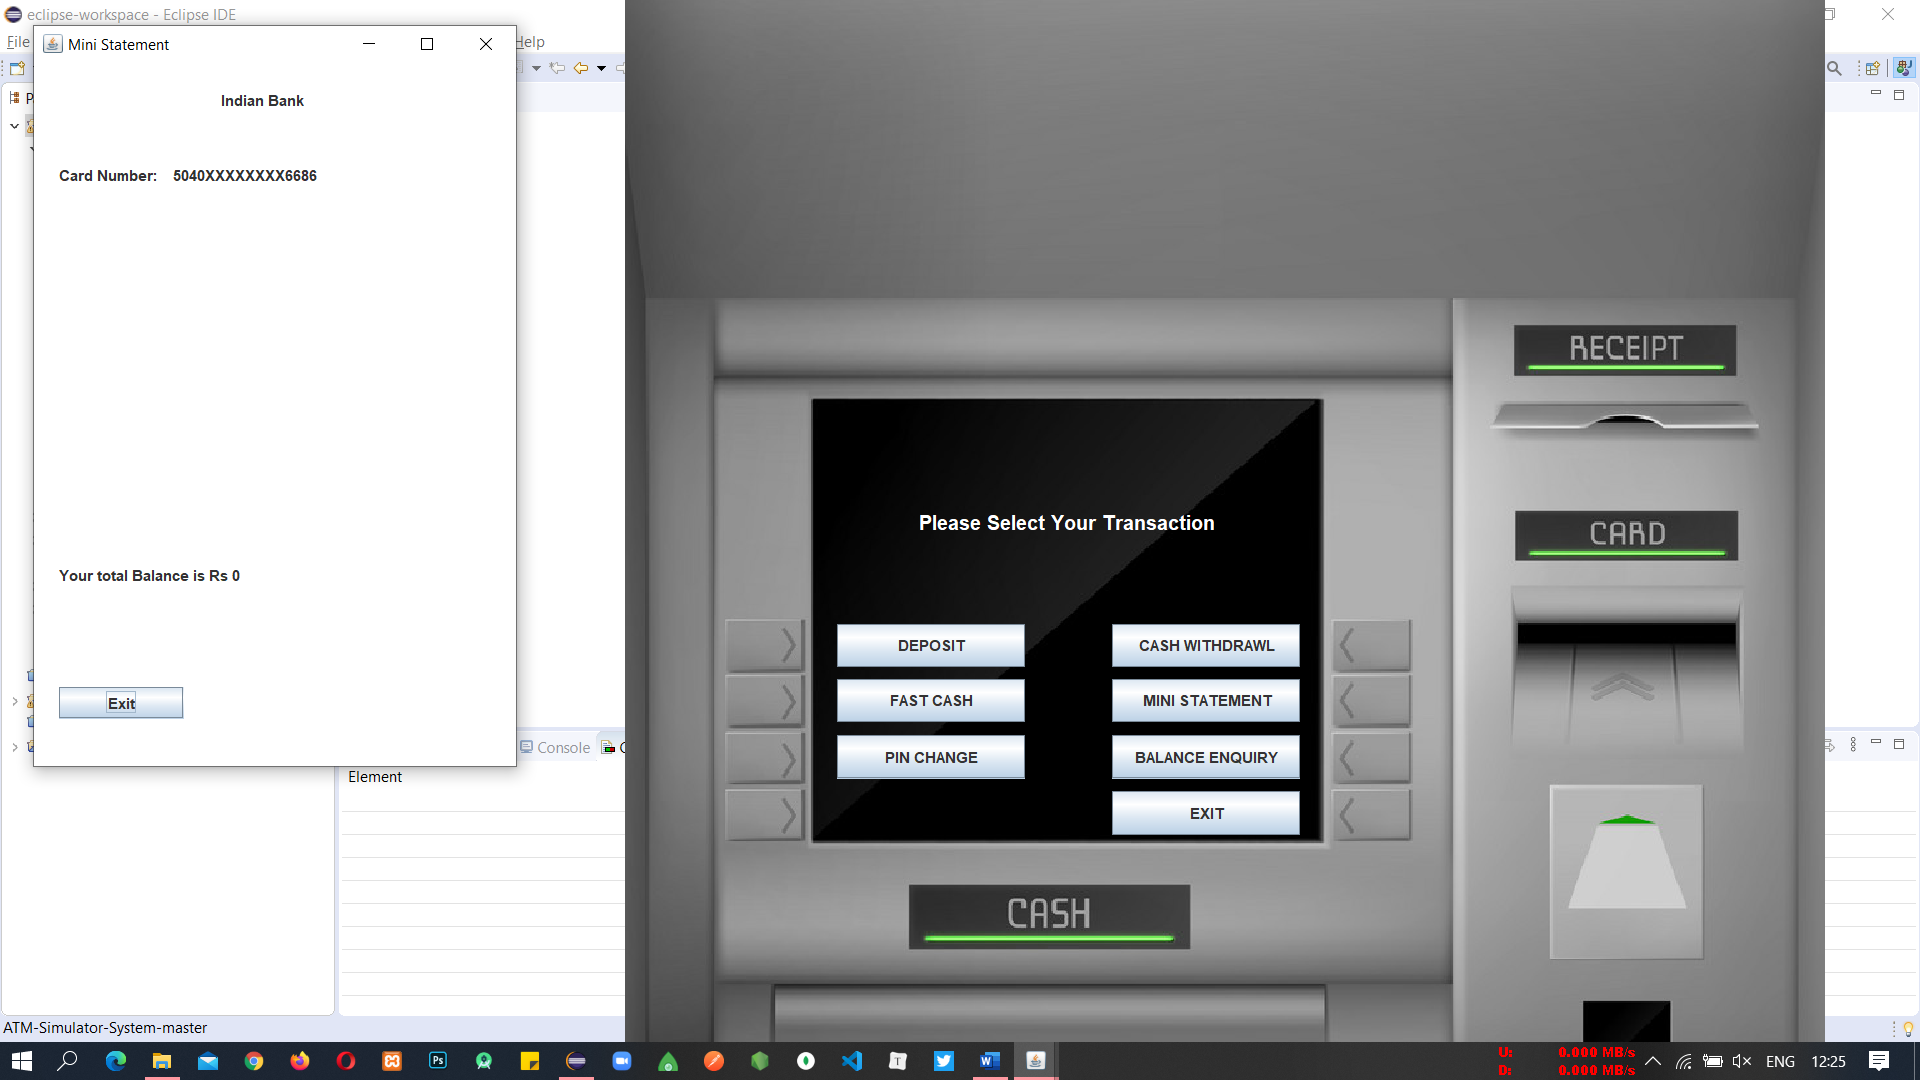 eclipse-workspace - Eclipse IDE
File
Help
Mini Statement
Indian Bank
Card Number: 5040XXXXXXXX6686
Your total Balance is Rs 0
Exit
RECEIPT
CARD
Please Select Your Transaction
DEPOSIT
CASH WITHDRAWL
FAST CASH
MINI STATEMENT
PIN CHANGE
BALANCE ENQUIRY
EXIT
CASH
Console
Element
ATM-Simulator-System-master
U: 0.000 MB/s
D: 0.000 MB/s
ENG
12:25